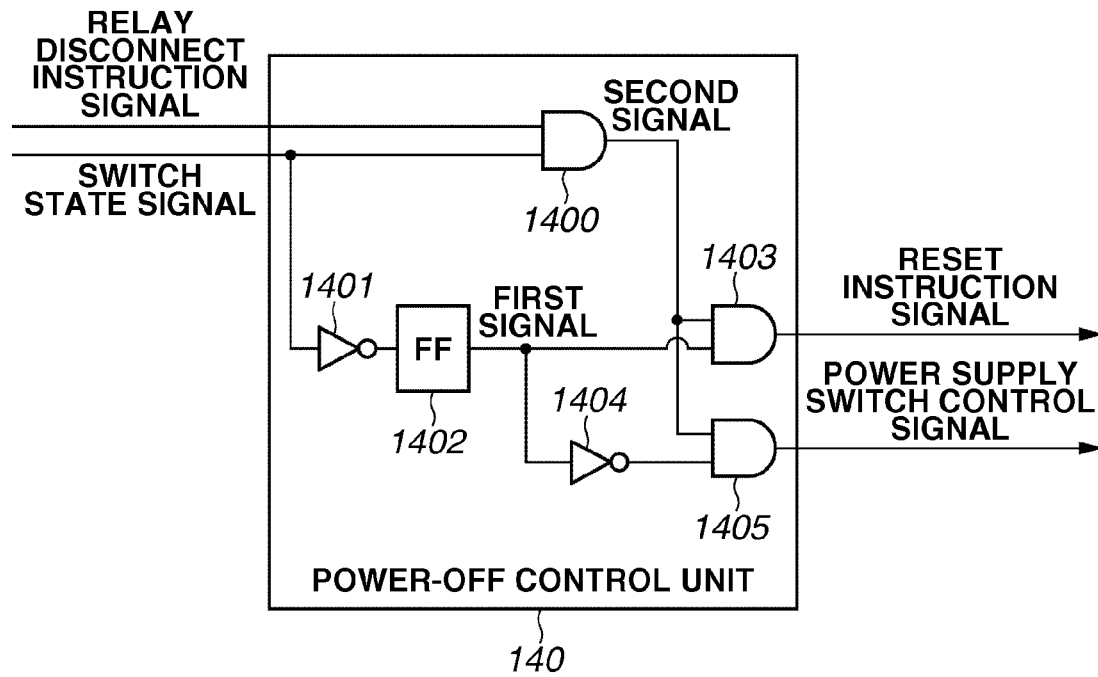 RELAY
DISCONNECT
INSTRUCTION
SIGNAL
SWITCH
STATE SIGNAL
SECOND
SIGNAL
1400
1401
FF
1402
FIRST
SIGNAL
1403
1404
1405
RESET
INSTRUCTION
SIGNAL
POWER SUPPLY
SWITCH CONTROL
SIGNAL
POWER-OFF CONTROL UNIT
140